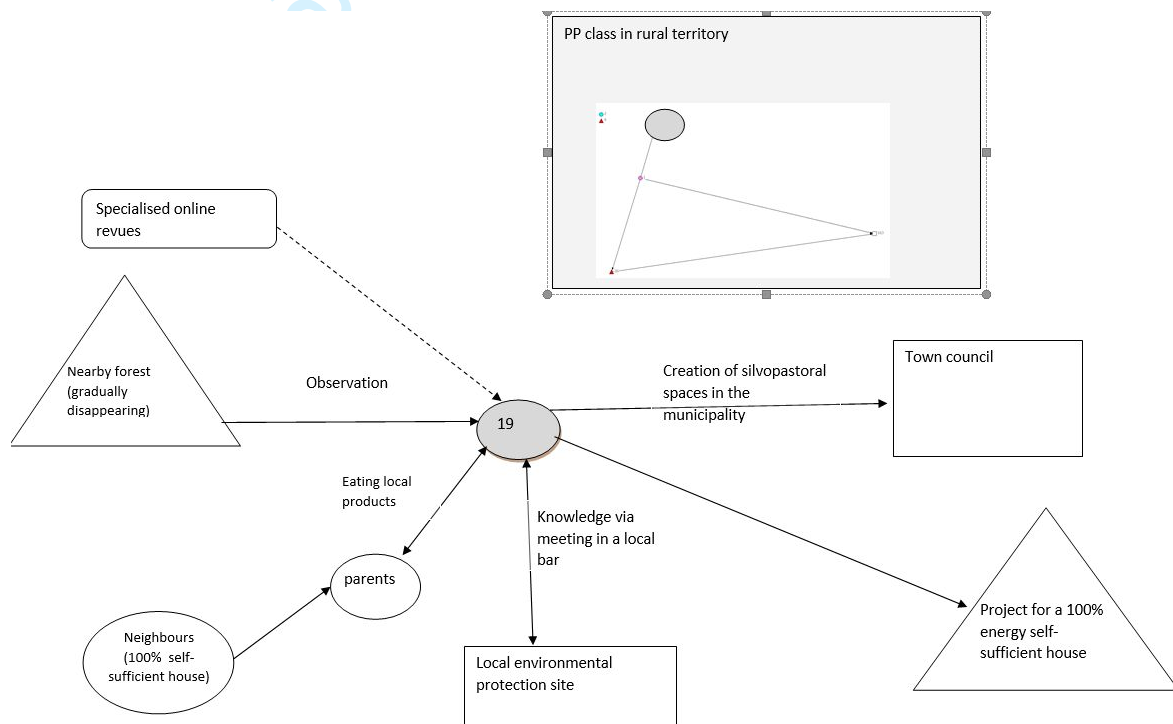 PP class in rural territory
Specialised online
revues
Nearby forest
(gradually
disappearing)
Observation
19
Creation of silvopastoral
spaces in the
municipality
Town council
Eating local
products
Knowledge via
meeting in a local
bar
parents
Neighbours
(100% self-
sufficient house)
Local environmental
protection site
Project for a 100%
energy self-
sufficient house